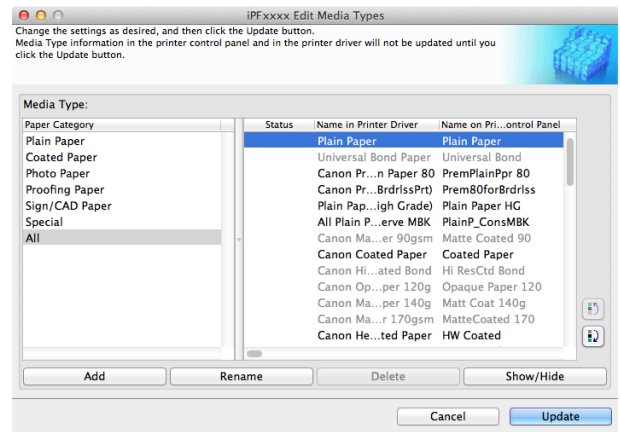 iPFxxxx Edit Media Types
Change the settings as desired, and then click the Update button.
Media Type information in the printer control panel and in the printer driver will not be updated until you
click the Update button.
Media Type:
Paper Category
Plain Paper
Coated Paper
Photo Paper
Proofing Paper
Sign/CAD Paper
Special
All
Status Name in Printer Driver Name on Pri...ontrol Panel
Plain Paper Plain Paper
Universal Bond Paper Universal Bond
Canon Pr...n Paper 80 PremPlainPpr 80
Canon Pr...BrdrlssPrt) Prem80forBrdrlss
Plain Pap...igh Grade) Plain Paper HG
All Plain P...erve MBK PlainP_ConsMBK
Canon Ma...er 90gsm Matte Coated 90
Canon Coated Paper Coated Paper
Canon Hi...ated Bond Hi ResCtd Bond
Canon Op...per 120g Opaque Paper 120
Canon Ma...per 140g Matt Coat 140g
Canon Ma...r 170gsm MatteCoated 170
Canon He...ted Paper HW Coated
Add Rename Delete Show/Hide
Cancel Update